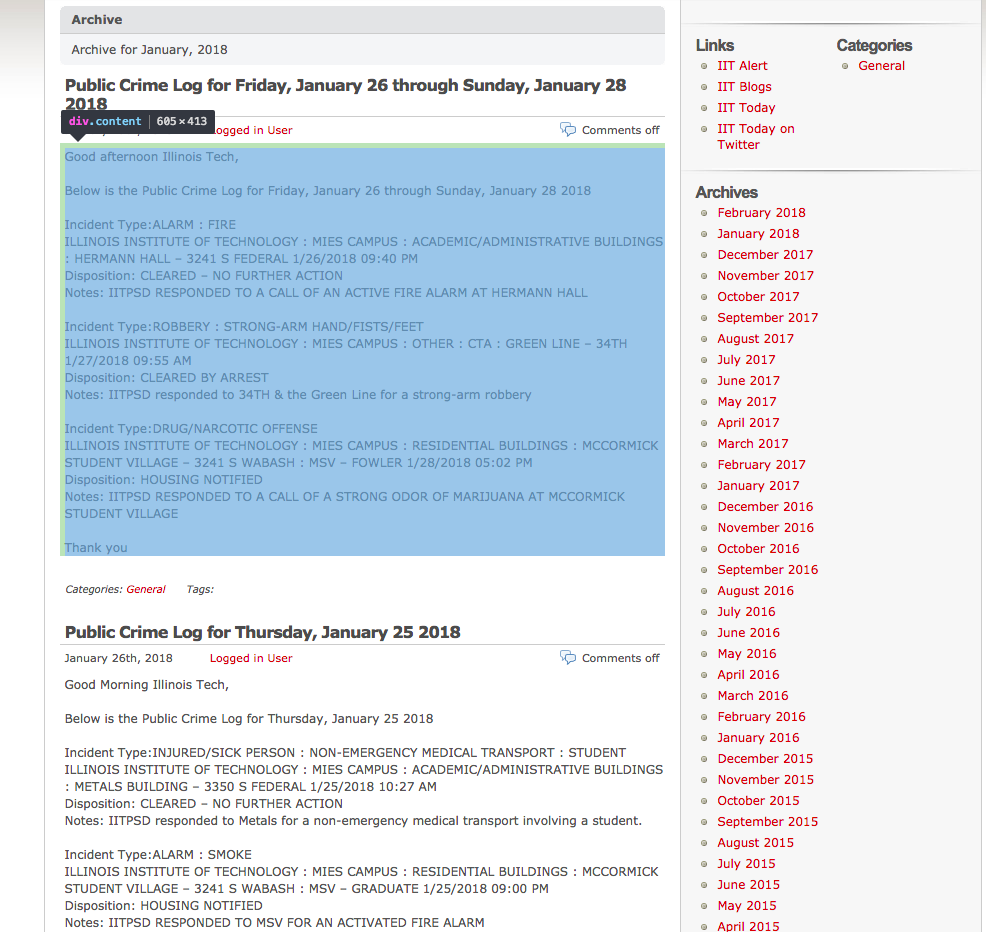 Archive
Archive for January, 2018
Public Crime Log for Friday, January 26 through Sunday, January 28
2018
div.content | 605×413
Logged in User
Comments off
Good afternoon Illinois Tech,
Below is the Public Crime Log for Friday, January 26 through Sunday, January 28 2018
Incident Type:ALARM : FIRE
ILLINOIS INSTITUTE OF TECHNOLOGY : MIES CAMPUS : ACADEMIC/ADMINISTRATIVE BUILDINGS
: HERMANN HALL – 3241 S FEDERAL 1/26/2018 09:40 PM
Disposition: CLEARED – NO FURTHER ACTION
Notes: IITPSD RESPONDED TO A CALL OF AN ACTIVE FIRE ALARM AT HERMANN HALL
Incident Type:ROBBERY : STRONG-ARM HAND/FISTS/FEET
ILLINOIS INSTITUTE OF TECHNOLOGY : MIES CAMPUS : OTHER : CTA : GREEN LINE – 34TH
1/27/2018 09:55 AM
Disposition: CLEARED BY ARREST
Notes: IITPSD responded to 34TH & the Green Line for a strong-arm robbery
Incident Type:DRUG/NARCOTIC OFFENSE
ILLINOIS INSTITUTE OF TECHNOLOGY : MIES CAMPUS : RESIDENTIAL BUILDINGS : MCCORMICK
STUDENT VILLAGE – 3241 S WABASH : MSV – FOWLER 1/28/2018 05:02 PM
Disposition: HOUSING NOTIFIED
Notes: IITPSD RESPONDED TO A CALL OF A STRONG ODOR OF MARIJUANA AT MCCORMICK
STUDENT VILLAGE
Thank you
Categories: General Tags:
Public Crime Log for Thursday, January 25 2018
January 26th, 2018 Logged in User Comments off
Good Morning Illinois Tech,
Below is the Public Crime Log for Thursday, January 25 2018
Incident Type:INJURED/SICK PERSON : NON-EMERGENCY MEDICAL TRANSPORT : STUDENT
ILLINOIS INSTITUTE OF TECHNOLOGY : MIES CAMPUS : ACADEMIC/ADMINISTRATIVE BUILDINGS
: METALS BUILDING – 3350 S FEDERAL 1/25/2018 10:27 AM
Disposition: CLEARED – NO FURTHER ACTION
Notes: IITPSD responded to Metals for a non-emergency medical transport involving a student.
Incident Type:ALARM : SMOKE
ILLINOIS INSTITUTE OF TECHNOLOGY : MIES CAMPUS : RESIDENTIAL BUILDINGS : MCCORMICK
STUDENT VILLAGE – 3241 S WABASH : MSV – GRADUATE 1/25/2018 09:00 PM
Disposition: HOUSING NOTIFIED
Notes: IITPSD RESPONDED TO MSV FOR AN ACTIVATED FIRE ALARM
Links
IIT Alert
IIT Blogs
IIT Today
IIT Today on
Twitter
Categories
General
Archives
February 2018
January 2018
December 2017
November 2017
October 2017
September 2017
August 2017
July 2017
June 2017
May 2017
April 2017
March 2017
February 2017
January 2017
December 2016
November 2016
October 2016
September 2016
August 2016
July 2016
June 2016
May 2016
April 2016
March 2016
February 2016
January 2016
December 2015
November 2015
October 2015
September 2015
August 2015
July 2015
June 2015
May 2015
April 2015